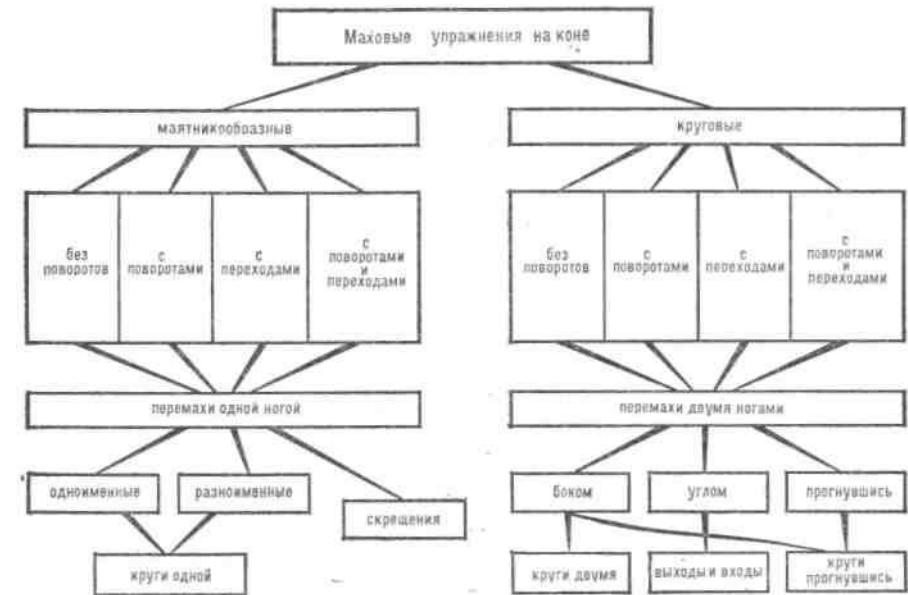 Маховые упражнения на коне
маятникообразные
круговые
без
поворотов
с
поворотами
с
переходами
с
поворотами
и
переходами
без
поворотов
с
поворотами
с
переходами
с
поворотами
и
переходами
перемахи одной ногой
перемахи двумя ногами
одноименные
разноименные
скрещения
боком
углом
прогнувшись
круги одной
круги двумя
выходы и входы
круги
прогнувшись